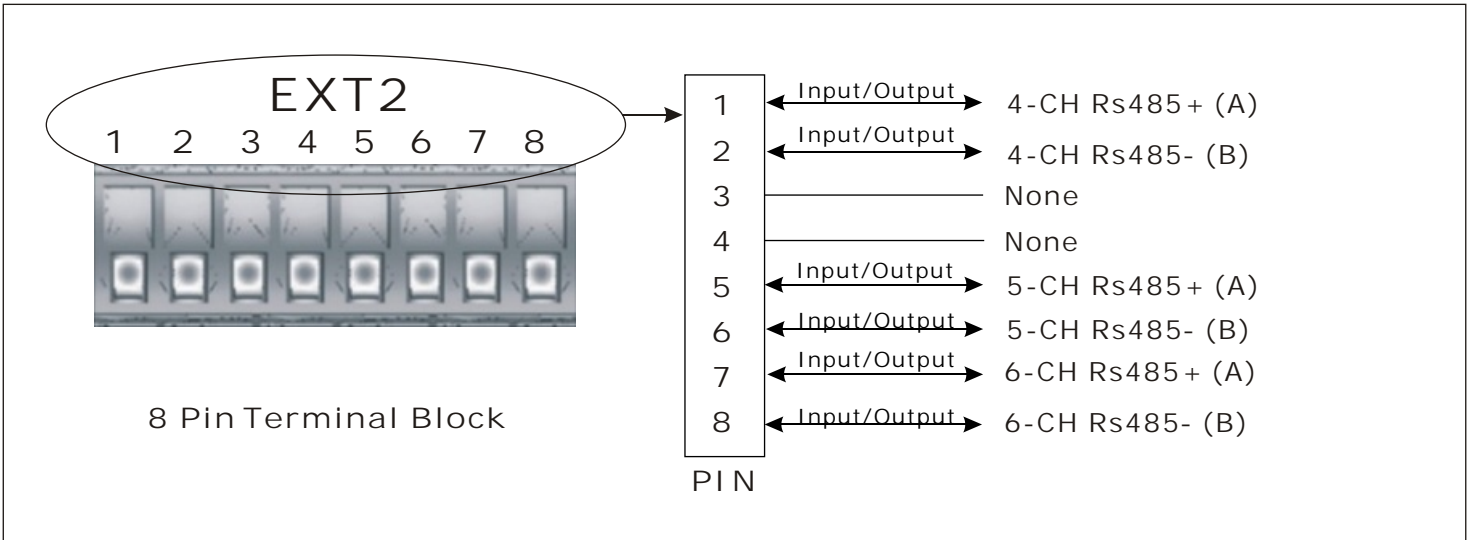 EXT2
1 2 3 4 5 6 7 8
8 Pin Terminal Block
1 Input/Output 4-CH Rs485+ (A)
2 Input/Output 4-CH Rs485- (B)
3 None
4 None
5 Input/Output 5-CH Rs485+ (A)
6 Input/Output 5-CH Rs485- (B)
7 Input/Output 6-CH Rs485+ (A)
8 Input/Output 6-CH Rs485- (B)
PIN